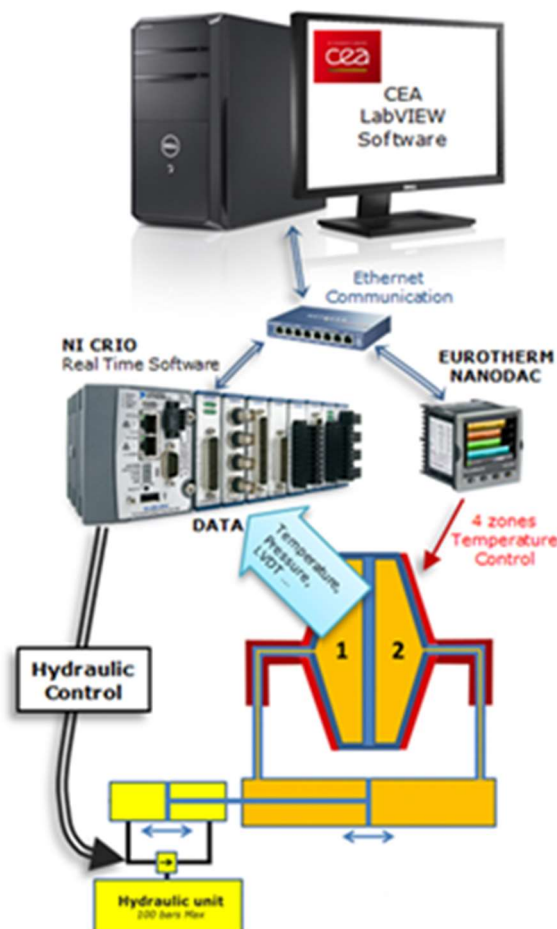 cea
CEA
LabVIEW
Software
DELL
Ethernet
Communication
NI CRIO
Real Time Software
EUROTHERM
NANODAC
DATA
Temperature,
Pressure,
LVDT ...
4 zones
Temperature
Control
1
2
Hydraulic
Control
Hydraulic unit
100 bars Max